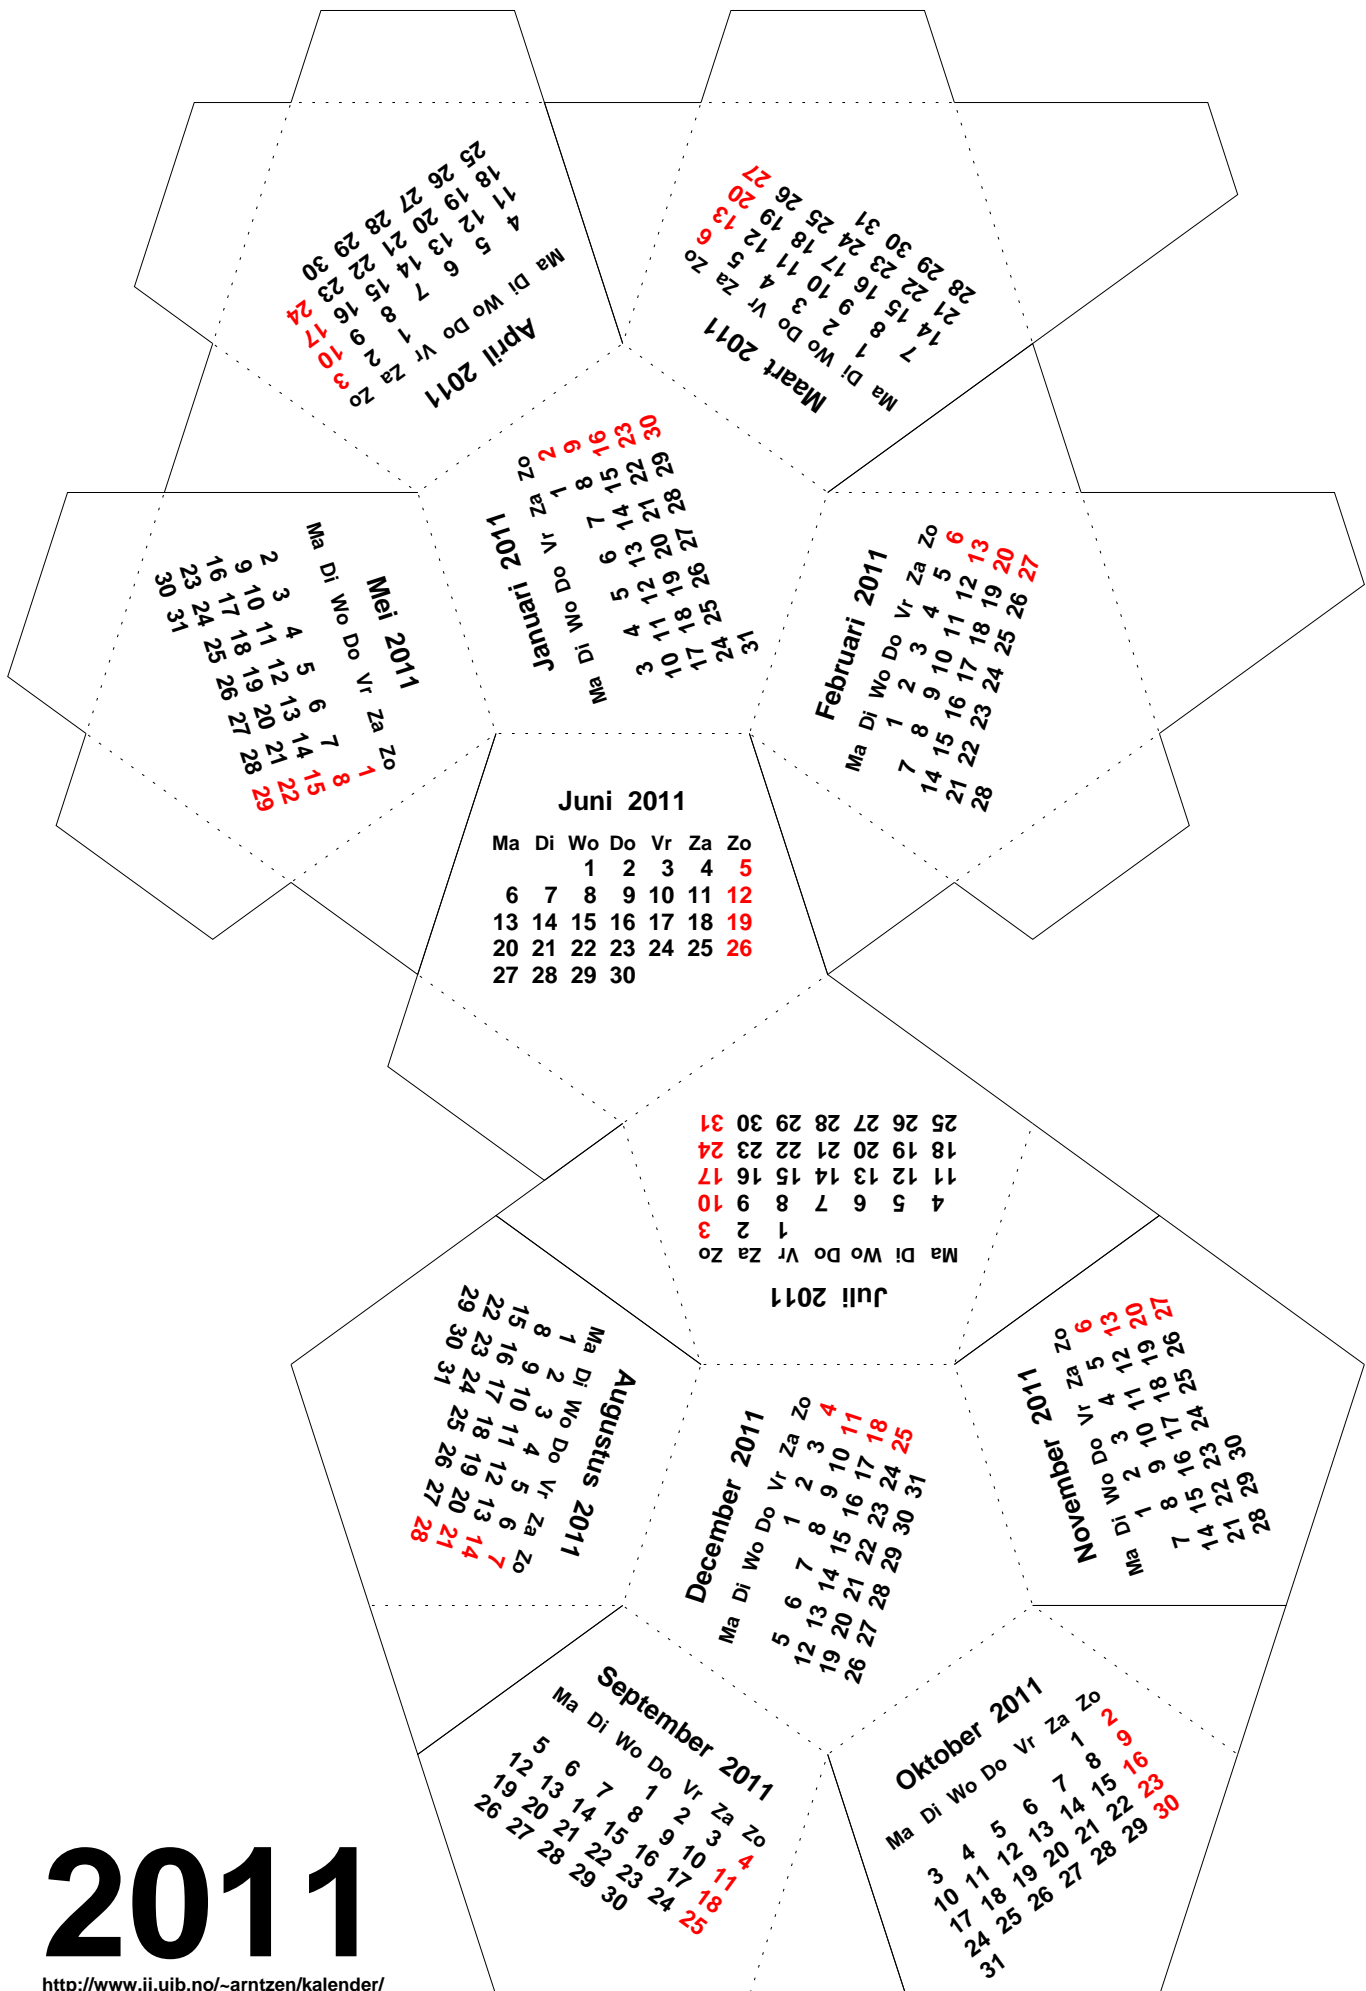 April 2011
Ma Di Wo Do Vr Za Zo
1 2 3
4 5 6 7 8 9 10
11 12 13 14 15 16 17
18 19 20 21 22 23 24
25 26 27 28 29 30
Maart 2011
Ma Di Wo Do Vr Za Zo
1 2 3 4 5 6
7 8 9 10 11 12 13
14 15 16 17 18 19 20
21 22 23 24 25 26 27
28 29 30 31
Mei 2011
Ma Di Wo Do Vr Za Zo
1
2 3 4 5 6 7 8
9 10 11 12 13 14 15
16 17 18 19 20 21 22
23 24 25 26 27 28 29
30 31
Januari 2011
Ma Di Wo Do Vr Za Zo
1 2
3 4 5 6 7 8 9
10 11 12 13 14 15 16
17 18 19 20 21 22 23
24 25 26 27 28 29 30
31
Februari 2011
Ma Di Wo Do Vr Za Zo
1 2 3 4 5 6
7 8 9 10 11 12 13
14 15 16 17 18 19 20
21 22 23 24 25 26 27
28
Juni 2011
Ma Di Wo Do Vr Za Zo
1 2 3 4 5
6 7 8 9 10 11 12
13 14 15 16 17 18 19
20 21 22 23 24 25 26
27 28 29 30
Juli 2011
Ma Di Wo Do Vr Za Zo
1 2 3
4 5 6 7 8 9 10
11 12 13 14 15 16 17
18 19 20 21 22 23 24
25 26 27 28 29 30 31
Augustus 2011
Ma Di Wo Do Vr Za Zo
1 2 3 4 5 6 7
8 9 10 11 12 13 14
15 16 17 18 19 20 21
22 23 24 25 26 27 28
29 30 31
December 2011
Ma Di Wo Do Vr Za Zo
1 2 3 4
5 6 7 8 9 10 11
12 13 14 15 16 17 18
19 20 21 22 23 24 25
26 27 28 29 30 31
November 2011
Ma Di Wo Do Vr Za Zo
1 2 3 4 5 6
7 8 9 10 11 12 13
14 15 16 17 18 19 20
21 22 23 24 25 26 27
28 29 30
September 2011
Ma Di Wo Do Vr Za Zo
1 2 3 4
5 6 7 8 9 10 11
12 13 14 15 16 17 18
19 20 21 22 23 24 25
26 27 28 29 30
Oktober 2011
Ma Di Wo Do Vr Za Zo
1 2
3 4 5 6 7 8 9
10 11 12 13 14 15 16
17 18 19 20 21 22 23
24 25 26 27 28 29 30
31
2011
http://www.ii.uib.no/~arntzen/kalender/